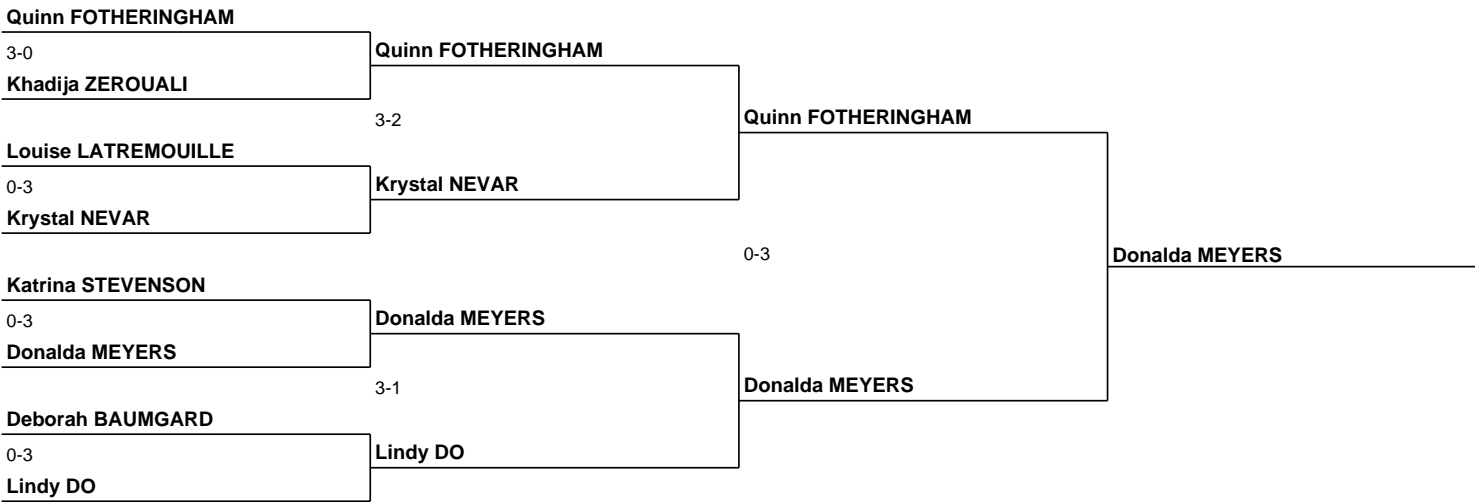 Quinn FOTHERINGHAM
3-0
Quinn FOTHERINGHAM
Khadija ZEROUALI
3-2
Quinn FOTHERINGHAM
Louise LATREMOUILLE
0-3
Krystal NEVAR
Krystal NEVAR
0-3
Donalda MEYERS
Katrina STEVENSON
0-3
Donalda MEYERS
Donalda MEYERS
3-1
Donalda MEYERS
Deborah BAUMGARD
0-3
Lindy DO
Lindy DO